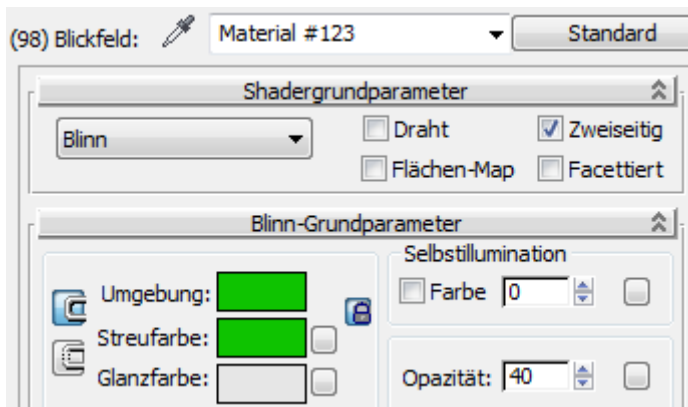 (98) Blickfeld: Material #123 Standard
Shadergrundparameter
Blinn Draht Zweiseitig
Flächen-Map Facettiert
Blinn-Grundparameter
Selbstillumination
Umgebung: Farbe 0
Streufarbe:
Glanzfarbe: Opazität: 40